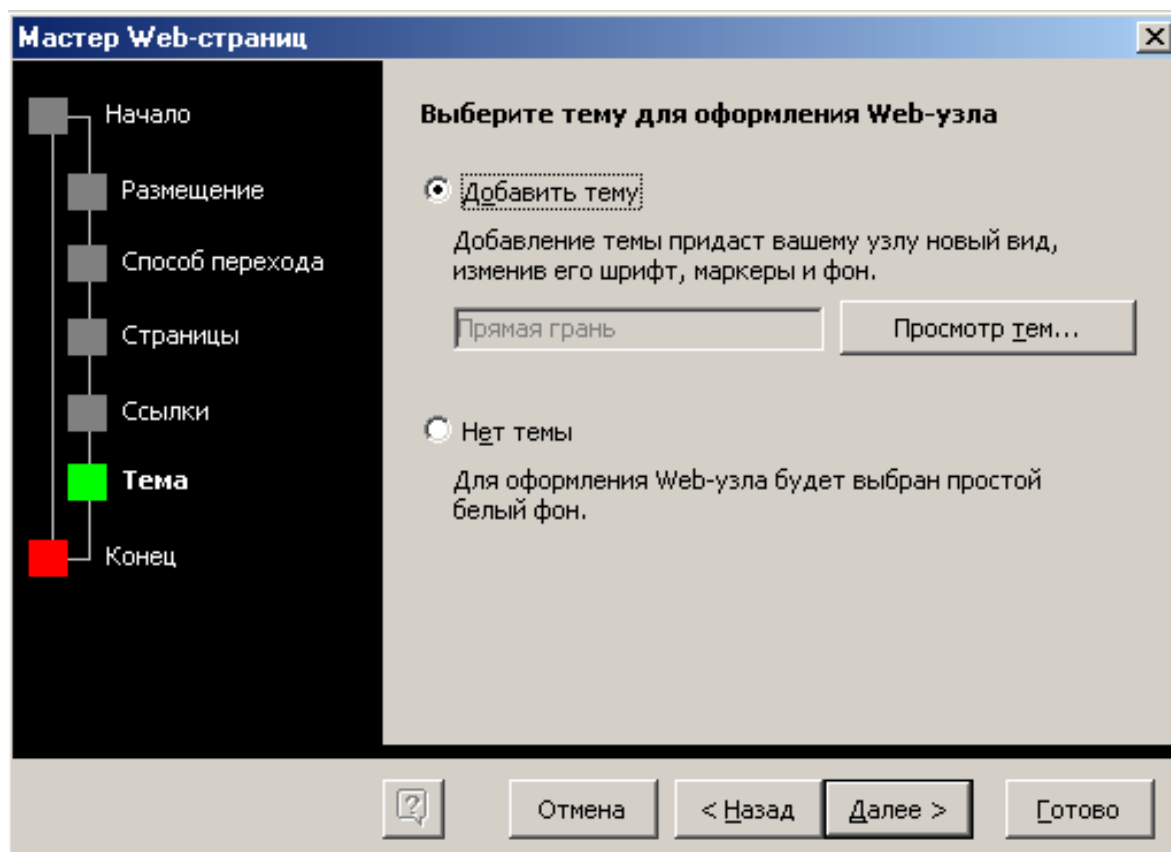 Мастер Web-страниц
Начало
Размещение
Способ перехода
Страницы
Ссылки
Тема
Конец
Выберите тему для оформления Web-узла
Добавить тему
Добавление темы придаст вашему узлу новый вид,
изменив его шрифт, маркеры и фон.
Прямая грань
Просмотр тем...
Нет темы
Для оформления Web-узла будет выбран простой
белый фон.
Отмена
< Назад
Далее >
Готово